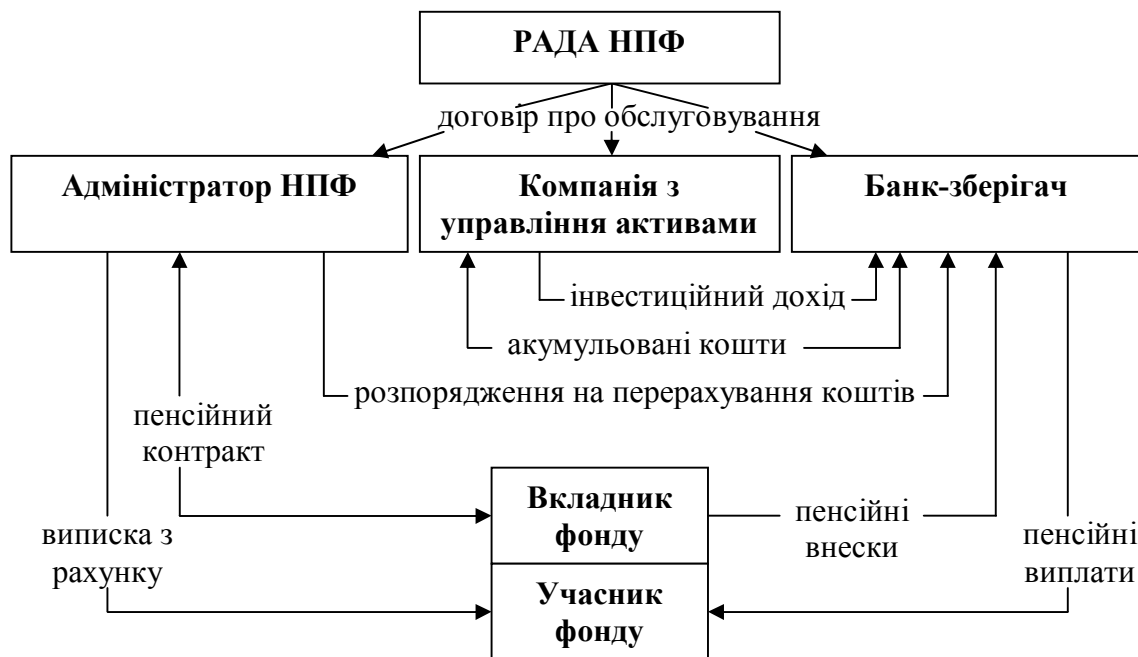 РАДА НПФ
договір про обслуговування
Адміністратор НПФ
Компанія з
управління активами
Банк-зберігач
інвестиційний дохід
акумульовані кошти
розпорядження на перерахування коштів
пенсійний
контракт
Вкладник
фонду
пенсійні
внески
виписка з
рахунку
пенсійні
виплати
Учасник
фонду